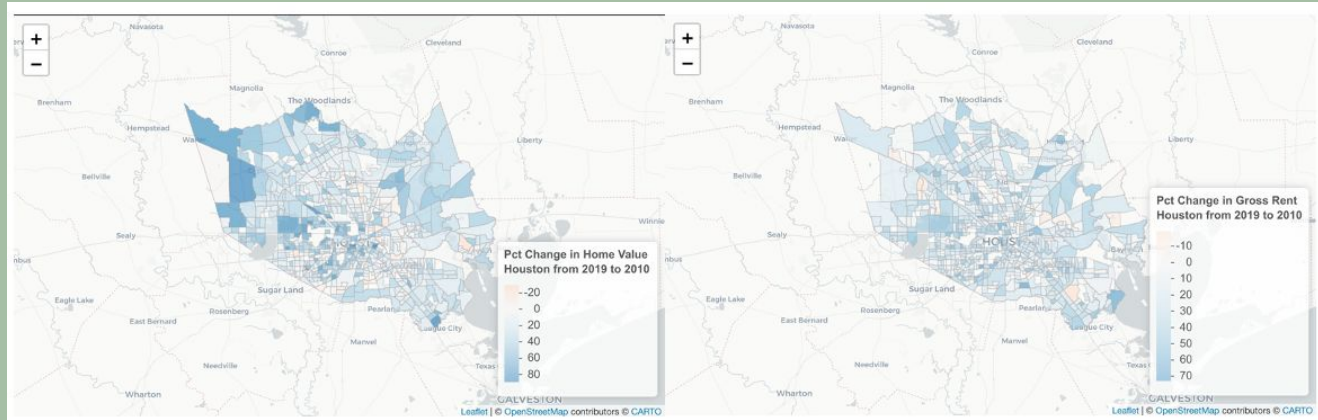 +
−
Navasota
Cleveland
Conroe
Magnolia
The Woodlands
Brenham
Hempstead
Liberty
Bellville
Winnie
Sealy
Sugar Land
Eagle Lake
Rosenberg
Pearland
East Bernard
League City
Manvel
Needville
Wharton
GALVESTON
Pct Change in Home Value
Houston from 2019 to 2010
--20
- 0
- 20
- 40
- 60
- 80
Leaflet | © OpenStreetMap contributors © CARTO
+
−
Navasota
Cleveland
Conroe
Magnolia
The Woodlands
Brenham
Hempstead
Liberty
Bellville
Sealy
Sugar Land
Eagle Lake
Rosenberg
Pearland
East Bernard
League City
Manvel
Needville
Wharton
GALVESTON
Pct Change in Gross Rent
Houston from 2019 to 2010
--10
- 0
- 10
- 20
- 30
- 40
- 50
- 60
- 70
Leaflet | © OpenStreetMap contributors © CARTO